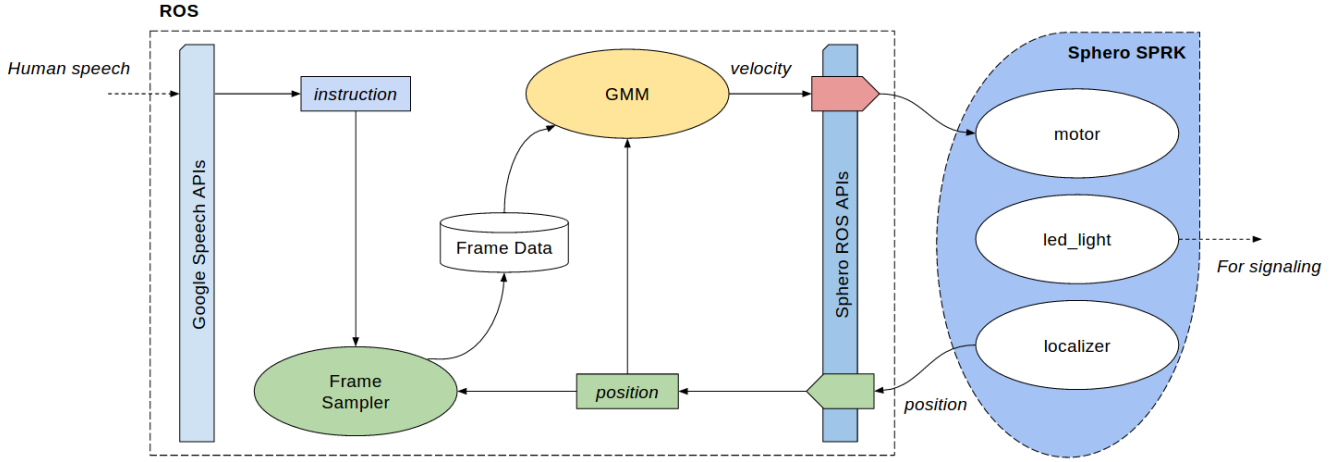 ROS
Human speech
Google Speech APIs
instruction
GMM
velocity
Frame Data
Frame
Sampler
position
Sphero ROS APIs
position
Sphero SPRK
motor
led_light
For signaling
localizer